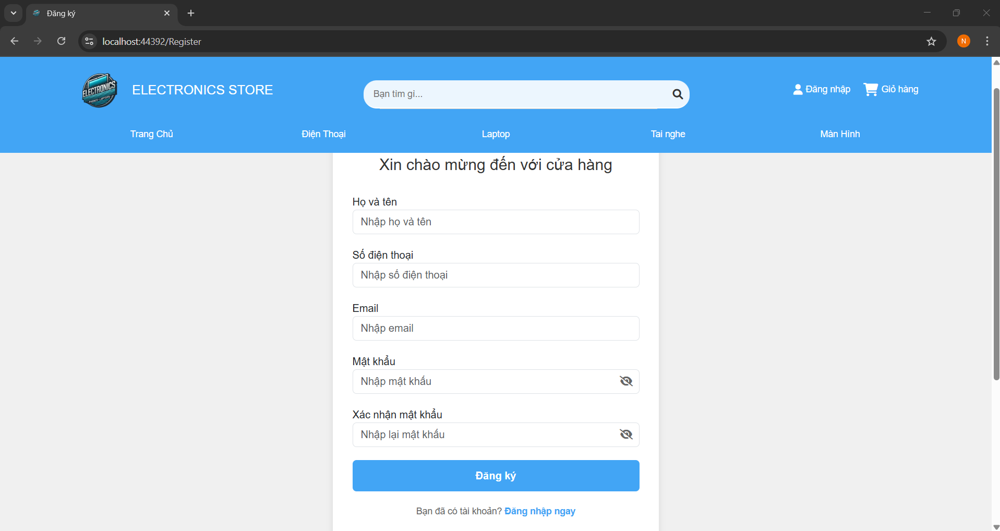 Đăng ký
localhost:44392/Register
N
ELECTRONICS
PHONES-LAPTOPS
ELECTRONICS STORE
Bạn tìm gì...
Đăng nhập
Giỏ hàng
Trang Chủ
Điện Thoại
Laptop
Tai nghe
Màn Hình
Xin chào mừng đến với cửa hàng
Họ và tên
Nhập họ và tên
Số điện thoại
Nhập số điện thoại
Email
Nhập email
Mật khẩu
Nhập mật khẩu
Xác nhận mật khẩu
Nhập lại mật khẩu
Đăng ký
Bạn đã có tài khoản? Đăng nhập ngay